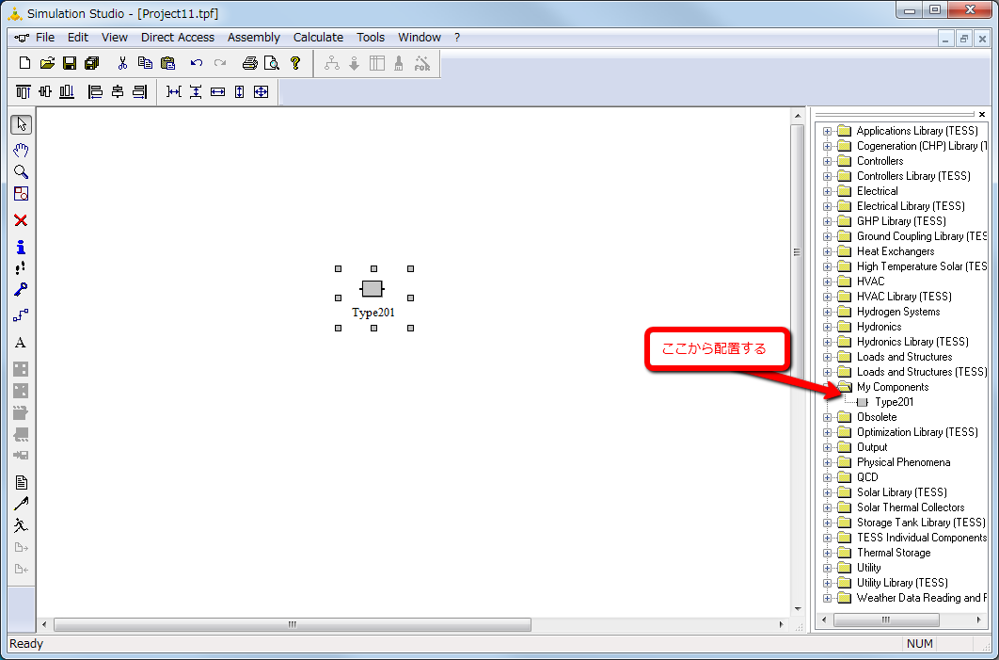 Simulation Studio - [Project11.tpf]
File Edit View Direct Access Assembly Calculate Tools Window ?
FOR
A
Type201
ここから配置する
Applications Library (TESS)
Cogeneration (CHP) Library (T
Controllers
Controllers Library (TESS)
Electrical
Electrical Library (TESS)
GHP Library (TESS)
Ground Coupling Library (TES
Heat Exchangers
High Temperature Solar (TES
HVAC
HVAC Library (TESS)
Hydrogen Systems
Hydronics
Hydronics Library (TESS)
Loads and Structures
Loads and Structures (TESS)
My Components
Type201
Obsolete
Optimization Library (TESS)
Output
Physical Phenomena
QCD
Solar Library (TESS)
Solar Thermal Collectors
Storage Tank Library (TESS)
TESS Individual Components
Thermal Storage
Utility
Utility Library (TESS)
Weather Data Reading and F
Ready
NUM